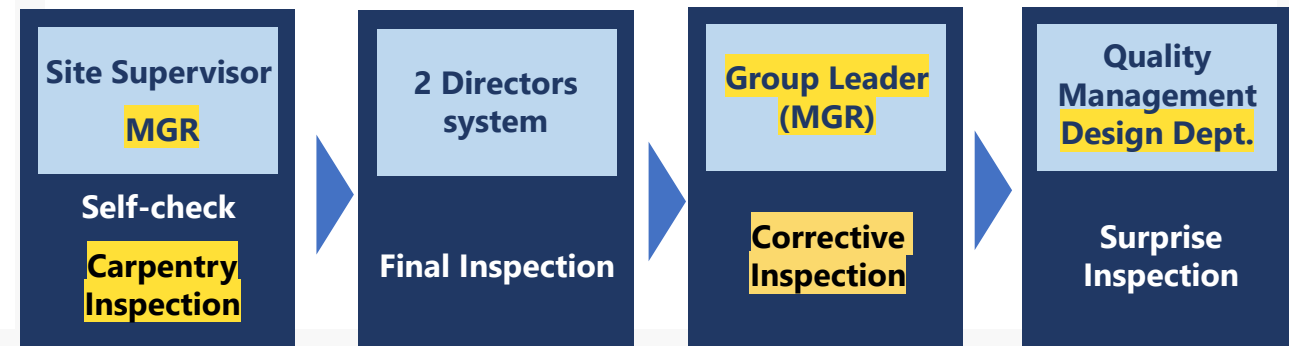 Site Supervisor
MGR
Self-check
Carpentry
Inspection
2 Directors
system
Final Inspection
Group Leader
(MGR)
Corrective
Inspection
Quality
Management
Design Dept.
Surprise
Inspection